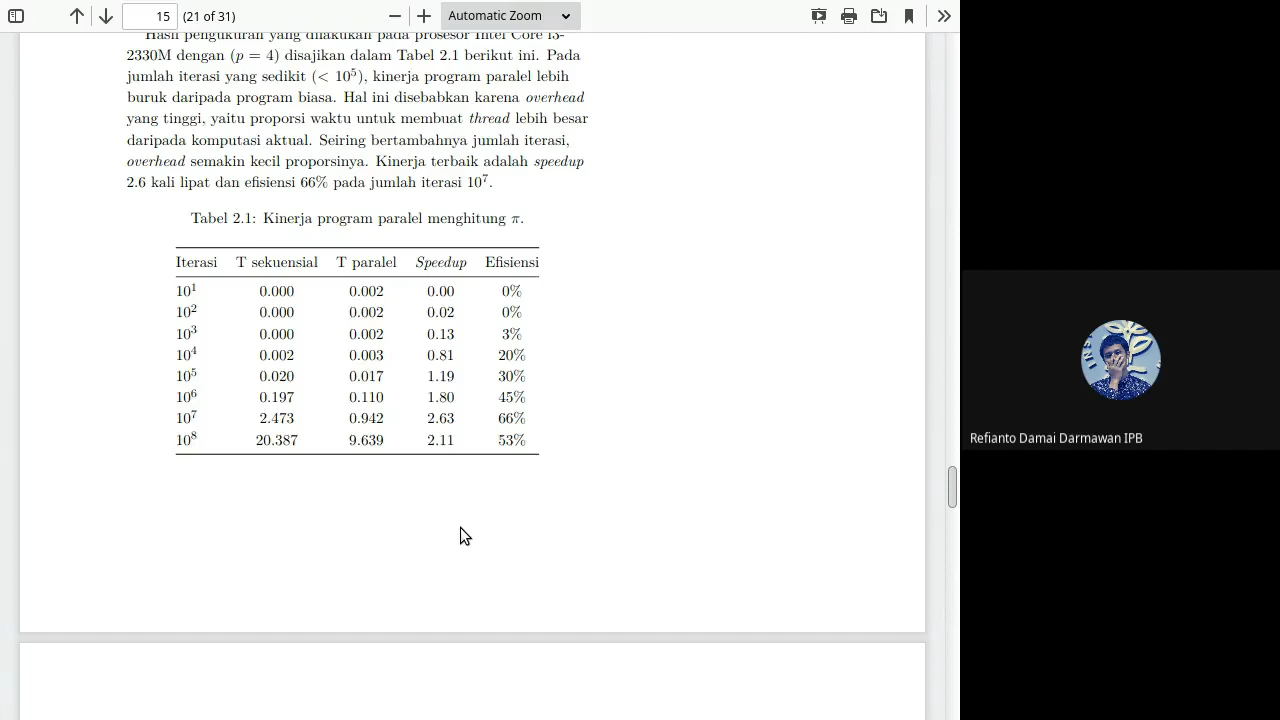 15
(21 of 31)
Automatic Zoom
Hasil pengukuran yang dilakukan pada prosesor Intel Core i3-
2330M dengan (p = 4) disajikan dalam Tabel 2.1 berikut ini. Pada
jumlah iterasi yang sedikit (< 10⁵), kinerja program paralel lebih
buruk daripada program biasa. Hal ini disebabkan karena overhead
yang tinggi, yaitu proporsi waktu untuk membuat thread lebih besar
daripada komputasi aktual. Seiring bertambahnya jumlah iterasi,
overhead semakin kecil proporsinya. Kinerja terbaik adalah speedup
2.6 kali lipat dan efisiensi 66% pada jumlah iterasi 10⁷.
Tabel 2.1: Kinerja program paralel menghitung π.
Iterasi T sekuensial T paralel Speedup Efisiensi
10¹ 0.000 0.002 0.00 0%
10² 0.000 0.002 0.02 0%
10³ 0.000 0.002 0.13 3%
10⁴ 0.002 0.003 0.81 20%
10⁵ 0.020 0.017 1.19 30%
10⁶ 0.197 0.110 1.80 45%
10⁷ 2.473 0.942 2.63 66%
10⁸ 20.387 9.639 2.11 53%
Refianto Damai Darmawan IPB